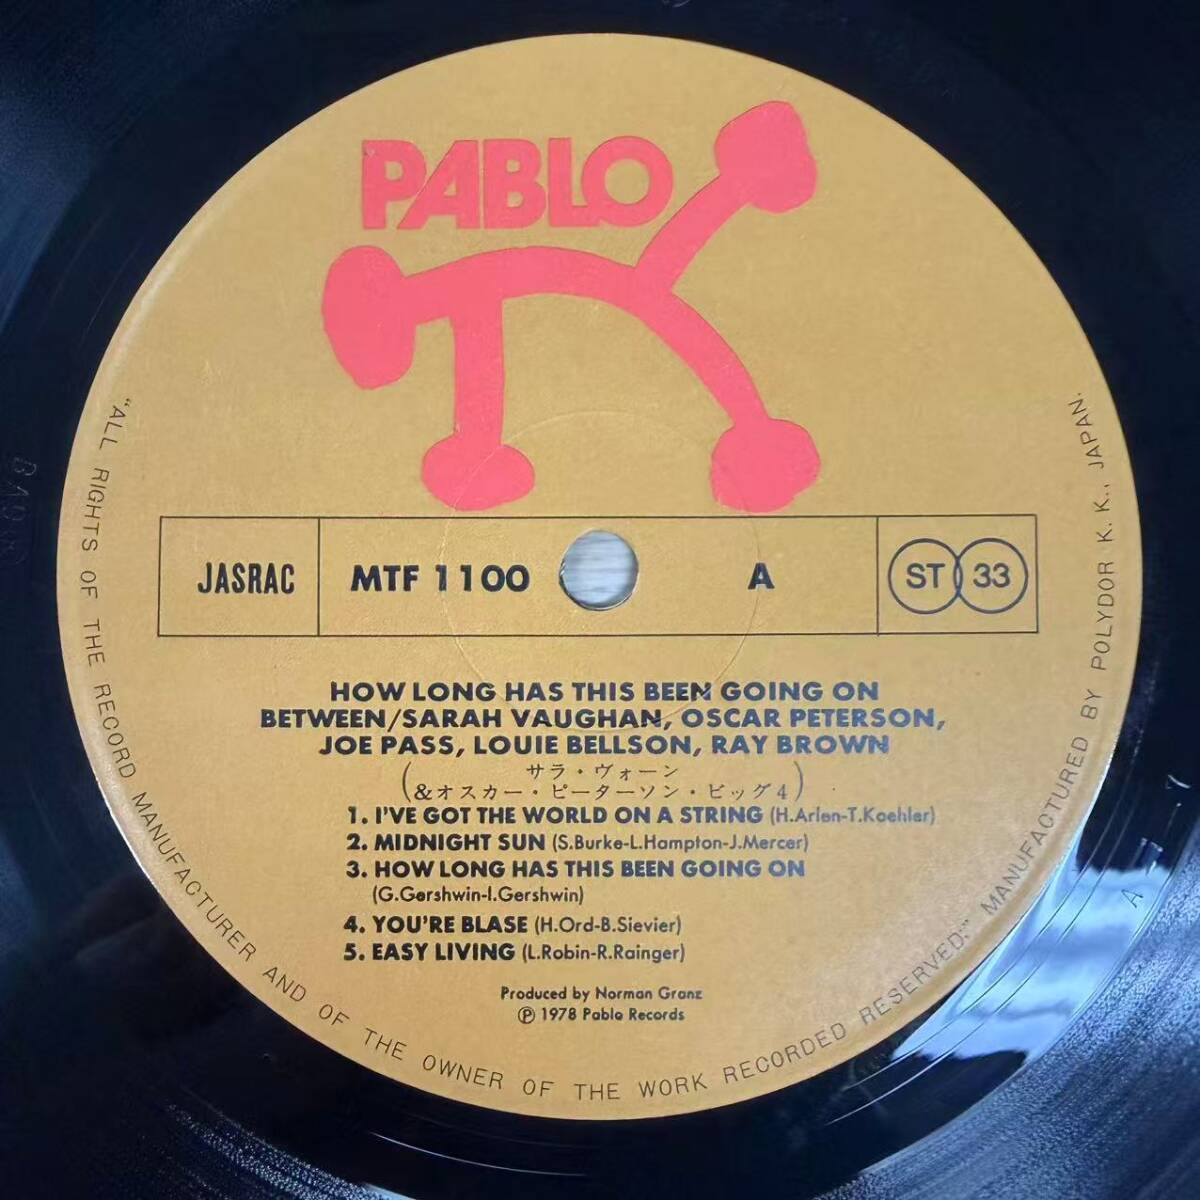 PABLO
JASRAC
MTF 1100
A
ST 33
HOW LONG HAS THIS BEEN GOING ON
BETWEEN/SARAH VAUGHAN, OSCAR PETERSON,
JOE PASS, LOUIE BELLSON, RAY BROWN
(サラ・ヴォーン
&オスカー・ピーターソン・ビッグ4)
1. I'VE GOT THE WORLD ON A STRING (H.Arlen-T.Koehler)
2. MIDNIGHT SUN (S.Burke-L.Hampton-J.Mercer)
3. HOW LONG HAS THIS BEEN GOING ON
(G.Gershwin-I.Gershwin)
4. YOU'RE BLASE (H.Ord-B.Sievier)
5. EASY LIVING (L.Robin-R.Rainger)
Produced by Norman Granz
Ⓟ 1978 Pablo Records
"ALL RIGHTS OF THE RECORD MANUFACTURER AND OF THE OWNER OF THE WORK RECORDED RESERVED." MANUFACTURED BY POLYDOR K.K., JAPAN.
A